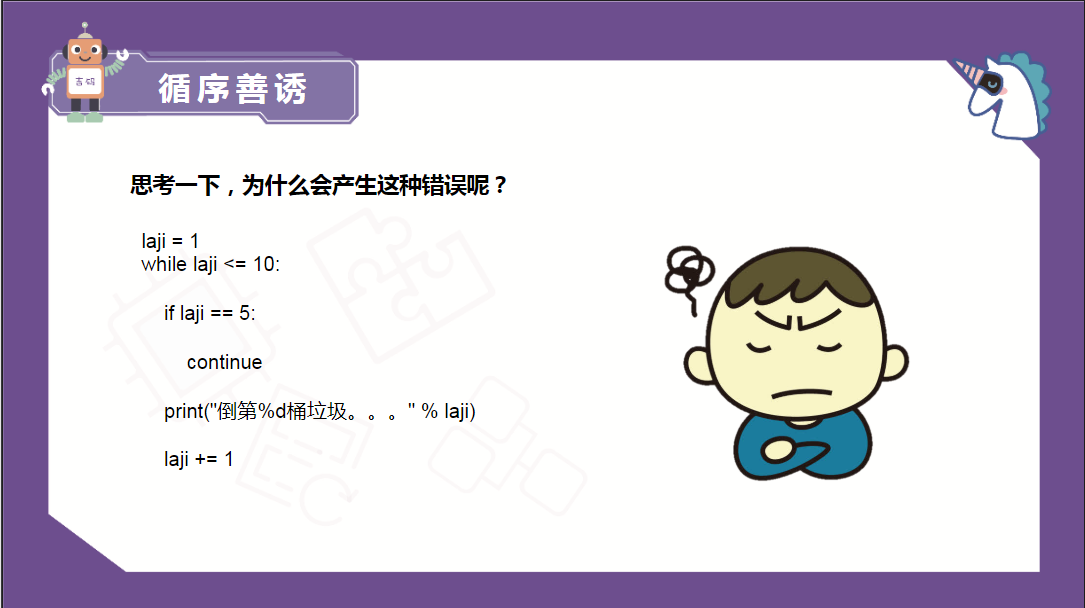 吉码
循序善诱
思考一下，为什么会产生这种错误呢？
laji = 1
while laji <= 10:
if laji == 5:
continue
print("倒第%d桶垃圾。。。" % laji)
laji += 1